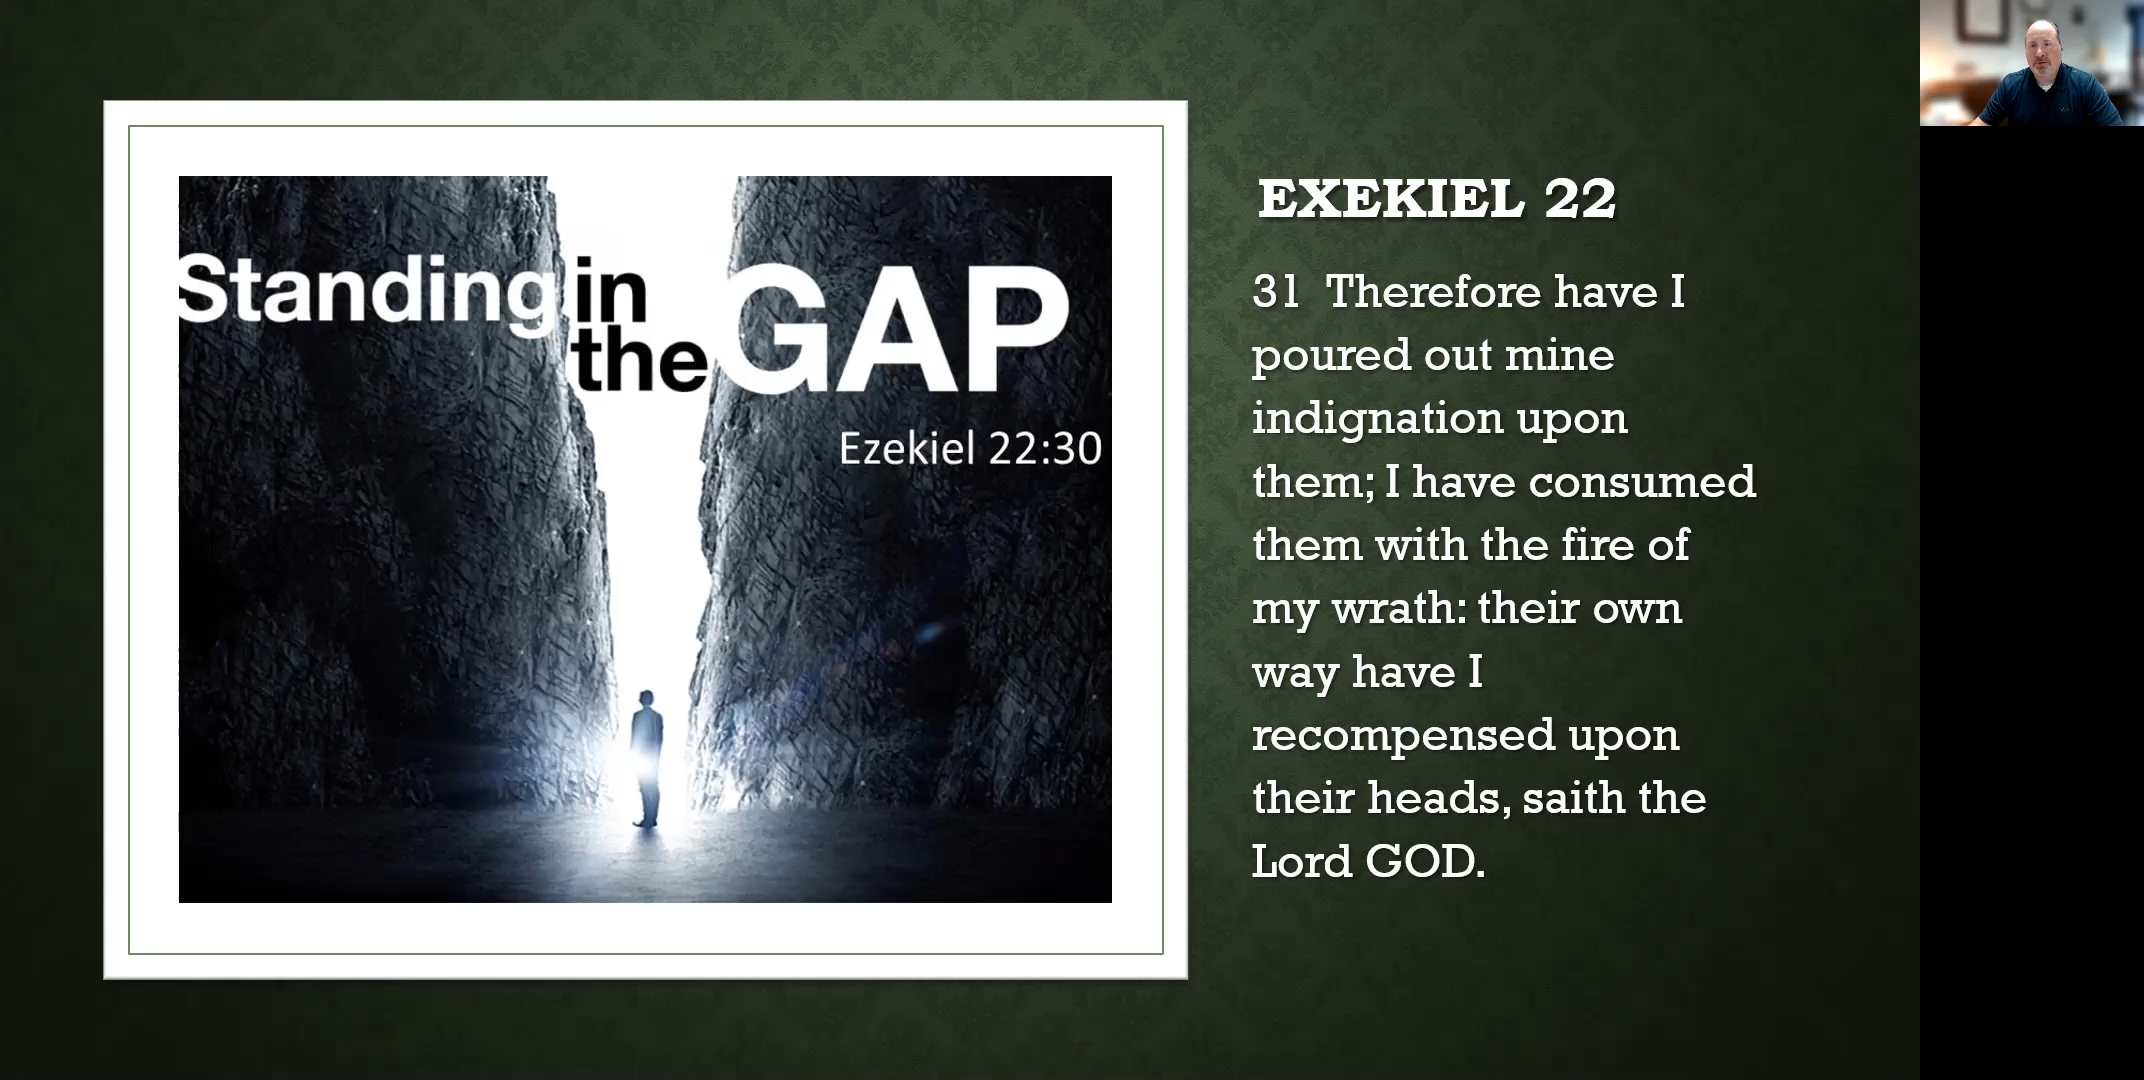 Standing in the GAP
Ezekiel 22:30
EXEKIEL 22
31 Therefore have I
poured out mine
indignation upon
them; I have consumed
them with the fire of
my wrath: their own
way have I
recompensed upon
their heads, saith the
Lord GOD.